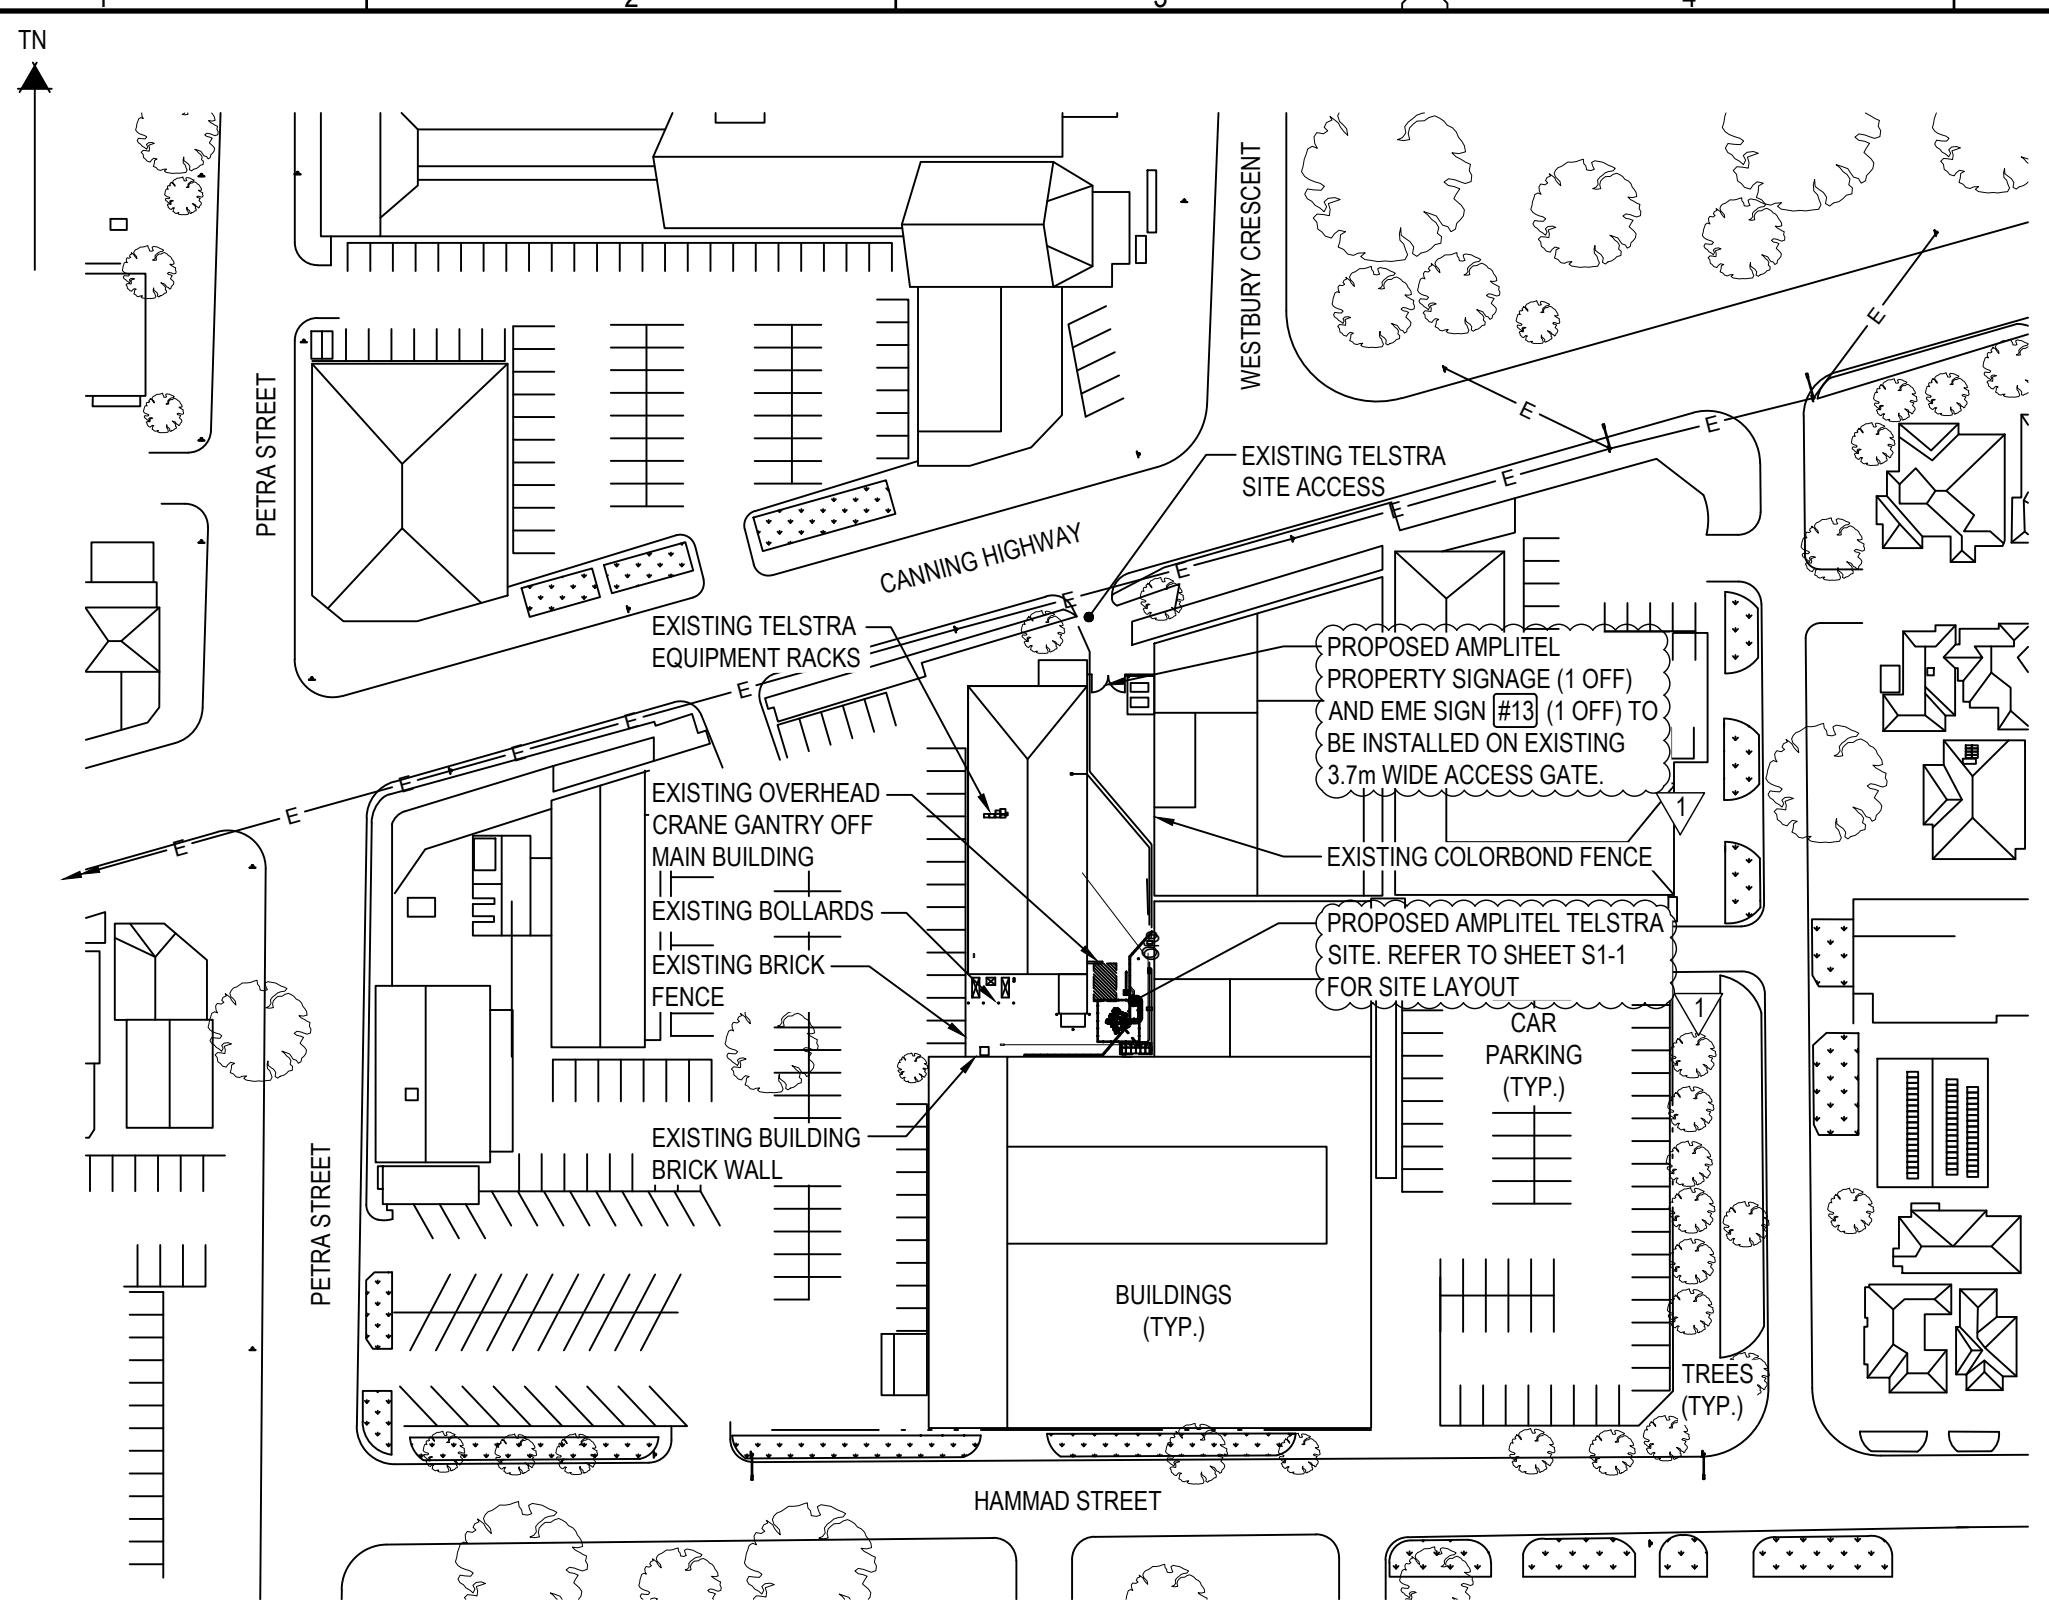 TN
WESTBURY CRESCENT
PETRA STREET
EXISTING TELSTRA
SITE ACCESS
CANNING HIGHWAY
EXISTING TELSTRA
EQUIPMENT RACKS
PROPOSED AMPLITEL
PROPERTY SIGNAGE (1 OFF)
AND EME SIGN #13 (1 OFF) TO
BE INSTALLED ON EXISTING
3.7m WIDE ACCESS GATE.
1
EXISTING OVERHEAD
CRANE GANTRY OFF
MAIN BUILDING
EXISTING COLORBOND FENCE
EXISTING BOLLARDS
PROPOSED AMPLITEL TELSTRA
SITE. REFER TO SHEET S1-1
FOR SITE LAYOUT
1
EXISTING BRICK
FENCE
CAR
PARKING
(TYP.)
EXISTING BUILDING
BRICK WALL
PETRA STREET
BUILDINGS
(TYP.)
TREES
(TYP.)
HAMMAD STREET
E
E
E
E
E
E
E
E
E
E
E
E
E
E